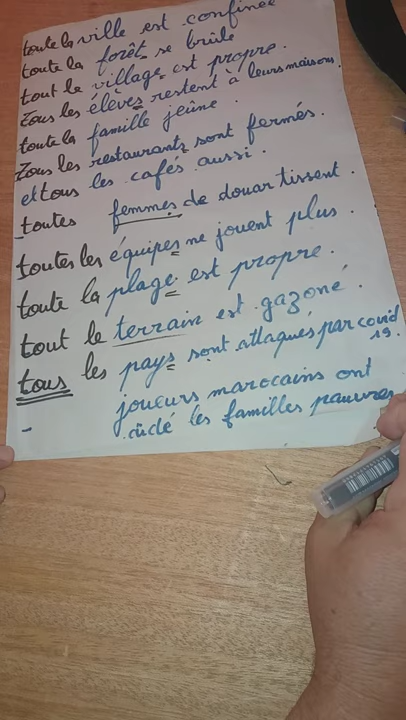 toute la ville est confinée
toute la forêt se brûle
tout le village est propre.
Tous les élèves restent à leurs maisons.
toute la famille jeûne.
Tous les restaurants sont fermés.
et tous les cafés aussi.
toutes femmes de douar tissent.
toutes les équipes ne jouent plus.
toute la plage est propre.
tout le terrain est gazoné.
tous les pays sont attaqués par covid
19.
- joueurs marocains ont
aidé les familles pauvres